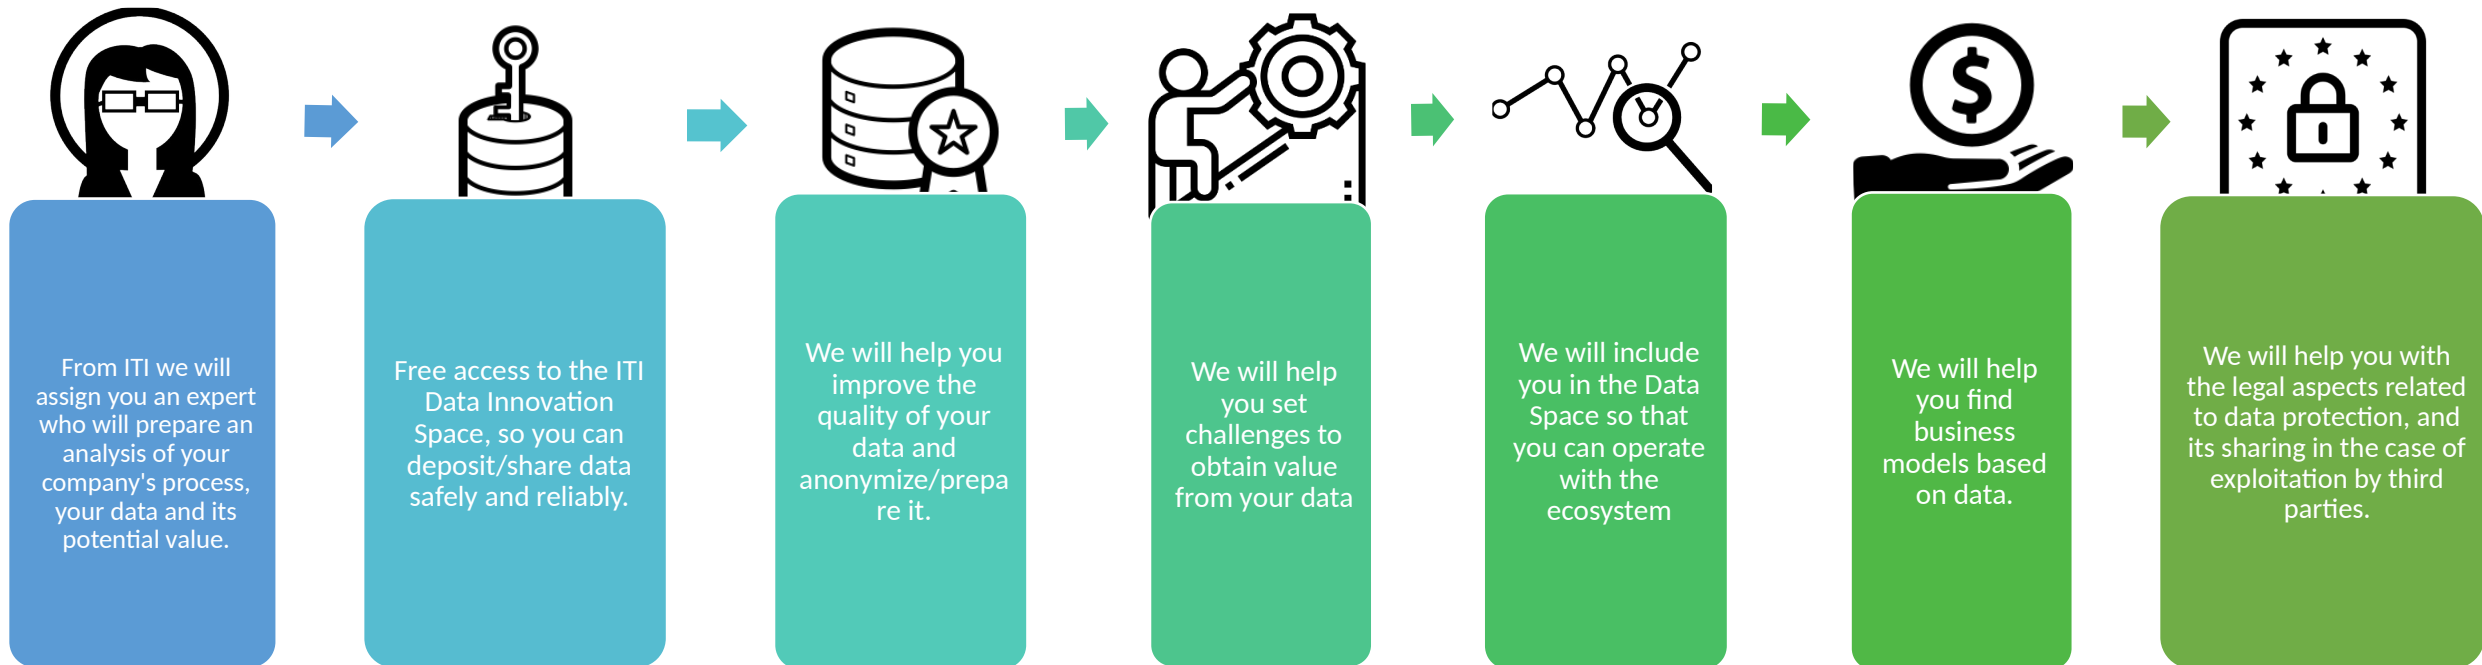 From ITI we will
assign you an expert
who will prepare an
analysis of your
company's process,
your data and its
potential value.
Free access to the ITI
Data Innovation
Space, so you can
deposit/share data
safely and reliably.
We will help you
improve the
quality of your
data and
anonymize/prepa
re it.
We will help
you set
challenges to
obtain value
from your data
We will include
you in the Data
Space so that
you can operate
with the
ecosystem
We will help
you find
business
models based
on data.
We will help you with
the legal aspects related
to data protection, and
its sharing in the case of
exploitation by third
parties.